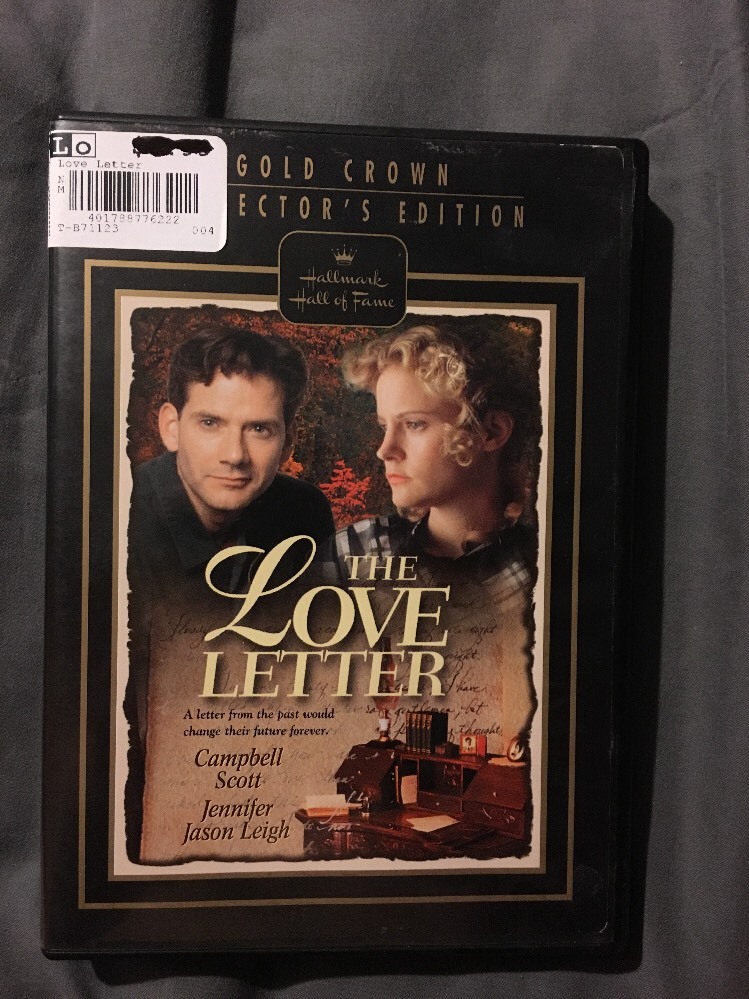 LO
Love Letter
N
M
401788776222
T-B71123 004
GOLD CROWN
ECTOR'S EDITION
Hallmark
Hall of Fame
THE
LOVE
LETTER
A letter from the past would
change their future forever.
Campbell
Scott
Jennifer
Jason Leigh